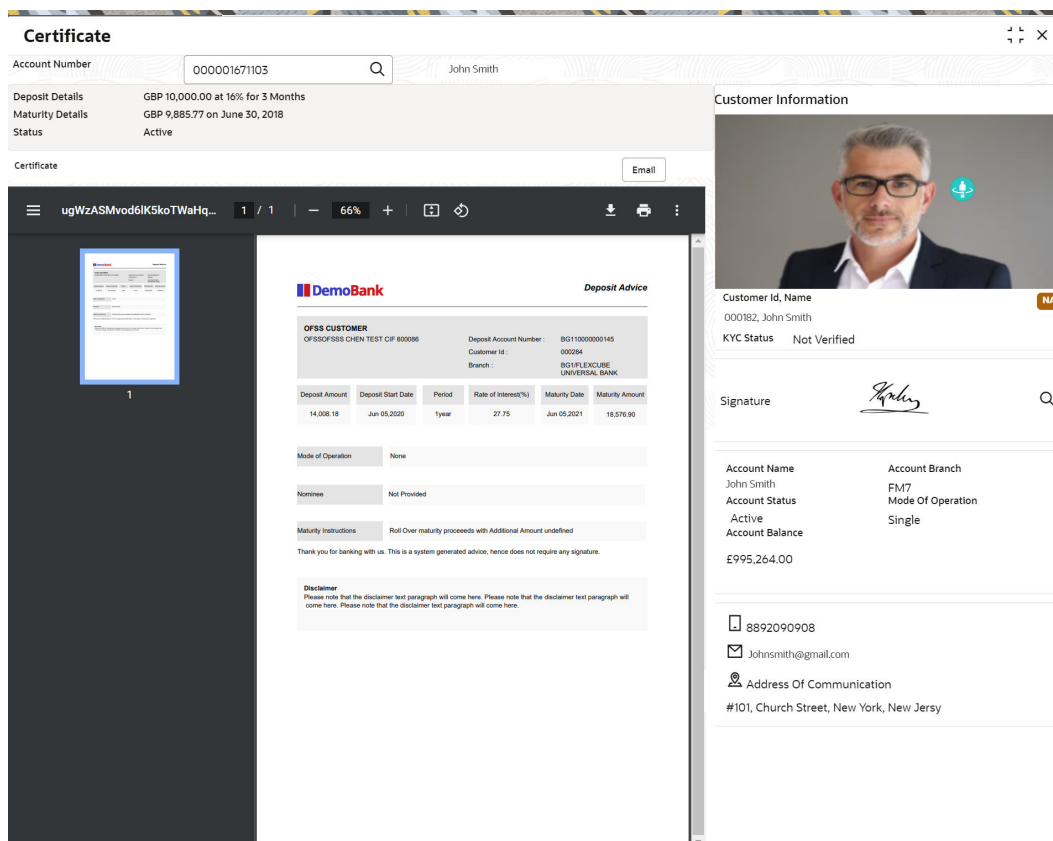 Certificate
Account Number
000001671103
John Smith
Deposit Details GBP 10,000.00 at 16% for 3 Months
Maturity Details GBP 9,885.77 on June 30, 2018
Status Active
Certificate
Email
ugWzASMvod6lK5koTWaHq... 1 / 1 66%
1
DemoBank
Deposit Advice
OFSS CUSTOMER
OFSSOFSSS CHEN TEST CIF 600086
Deposit Account Number : BG110000000145
Customer Id : 000284
Branch : BG1/FLEXCUBE
UNIVERSAL BANK
Deposit Amount Deposit Start Date Period Rate of Interest(%) Maturity Date Maturity Amount
14,008.18 Jun 05,2020 1year 27.75 Jun 05,2021 18,576.90
Mode of Operation None
Nominee Not Provided
Maturity Instructions Roll Over maturity proceeeds with Additional Amount undefined
Thank you for banking with us. This is a system generated advice, hence does not require any signature.
Disclaimer
Please note that the disclaimer text paragraph will come here. Please note that the disclaimer text paragraph will
come here. Please note that the disclaimer text paragraph will come here.
Customer Information
Customer Id, Name
NA
000182, John Smith
KYC Status Not Verified
Signature
Account Name Account Branch
John Smith FM7
Account Status Mode Of Operation
Active Single
Account Balance
£995,264.00
8892090908
Johnsmith@gmail.com
Address Of Communication
#101, Church Street, New York, New Jersy